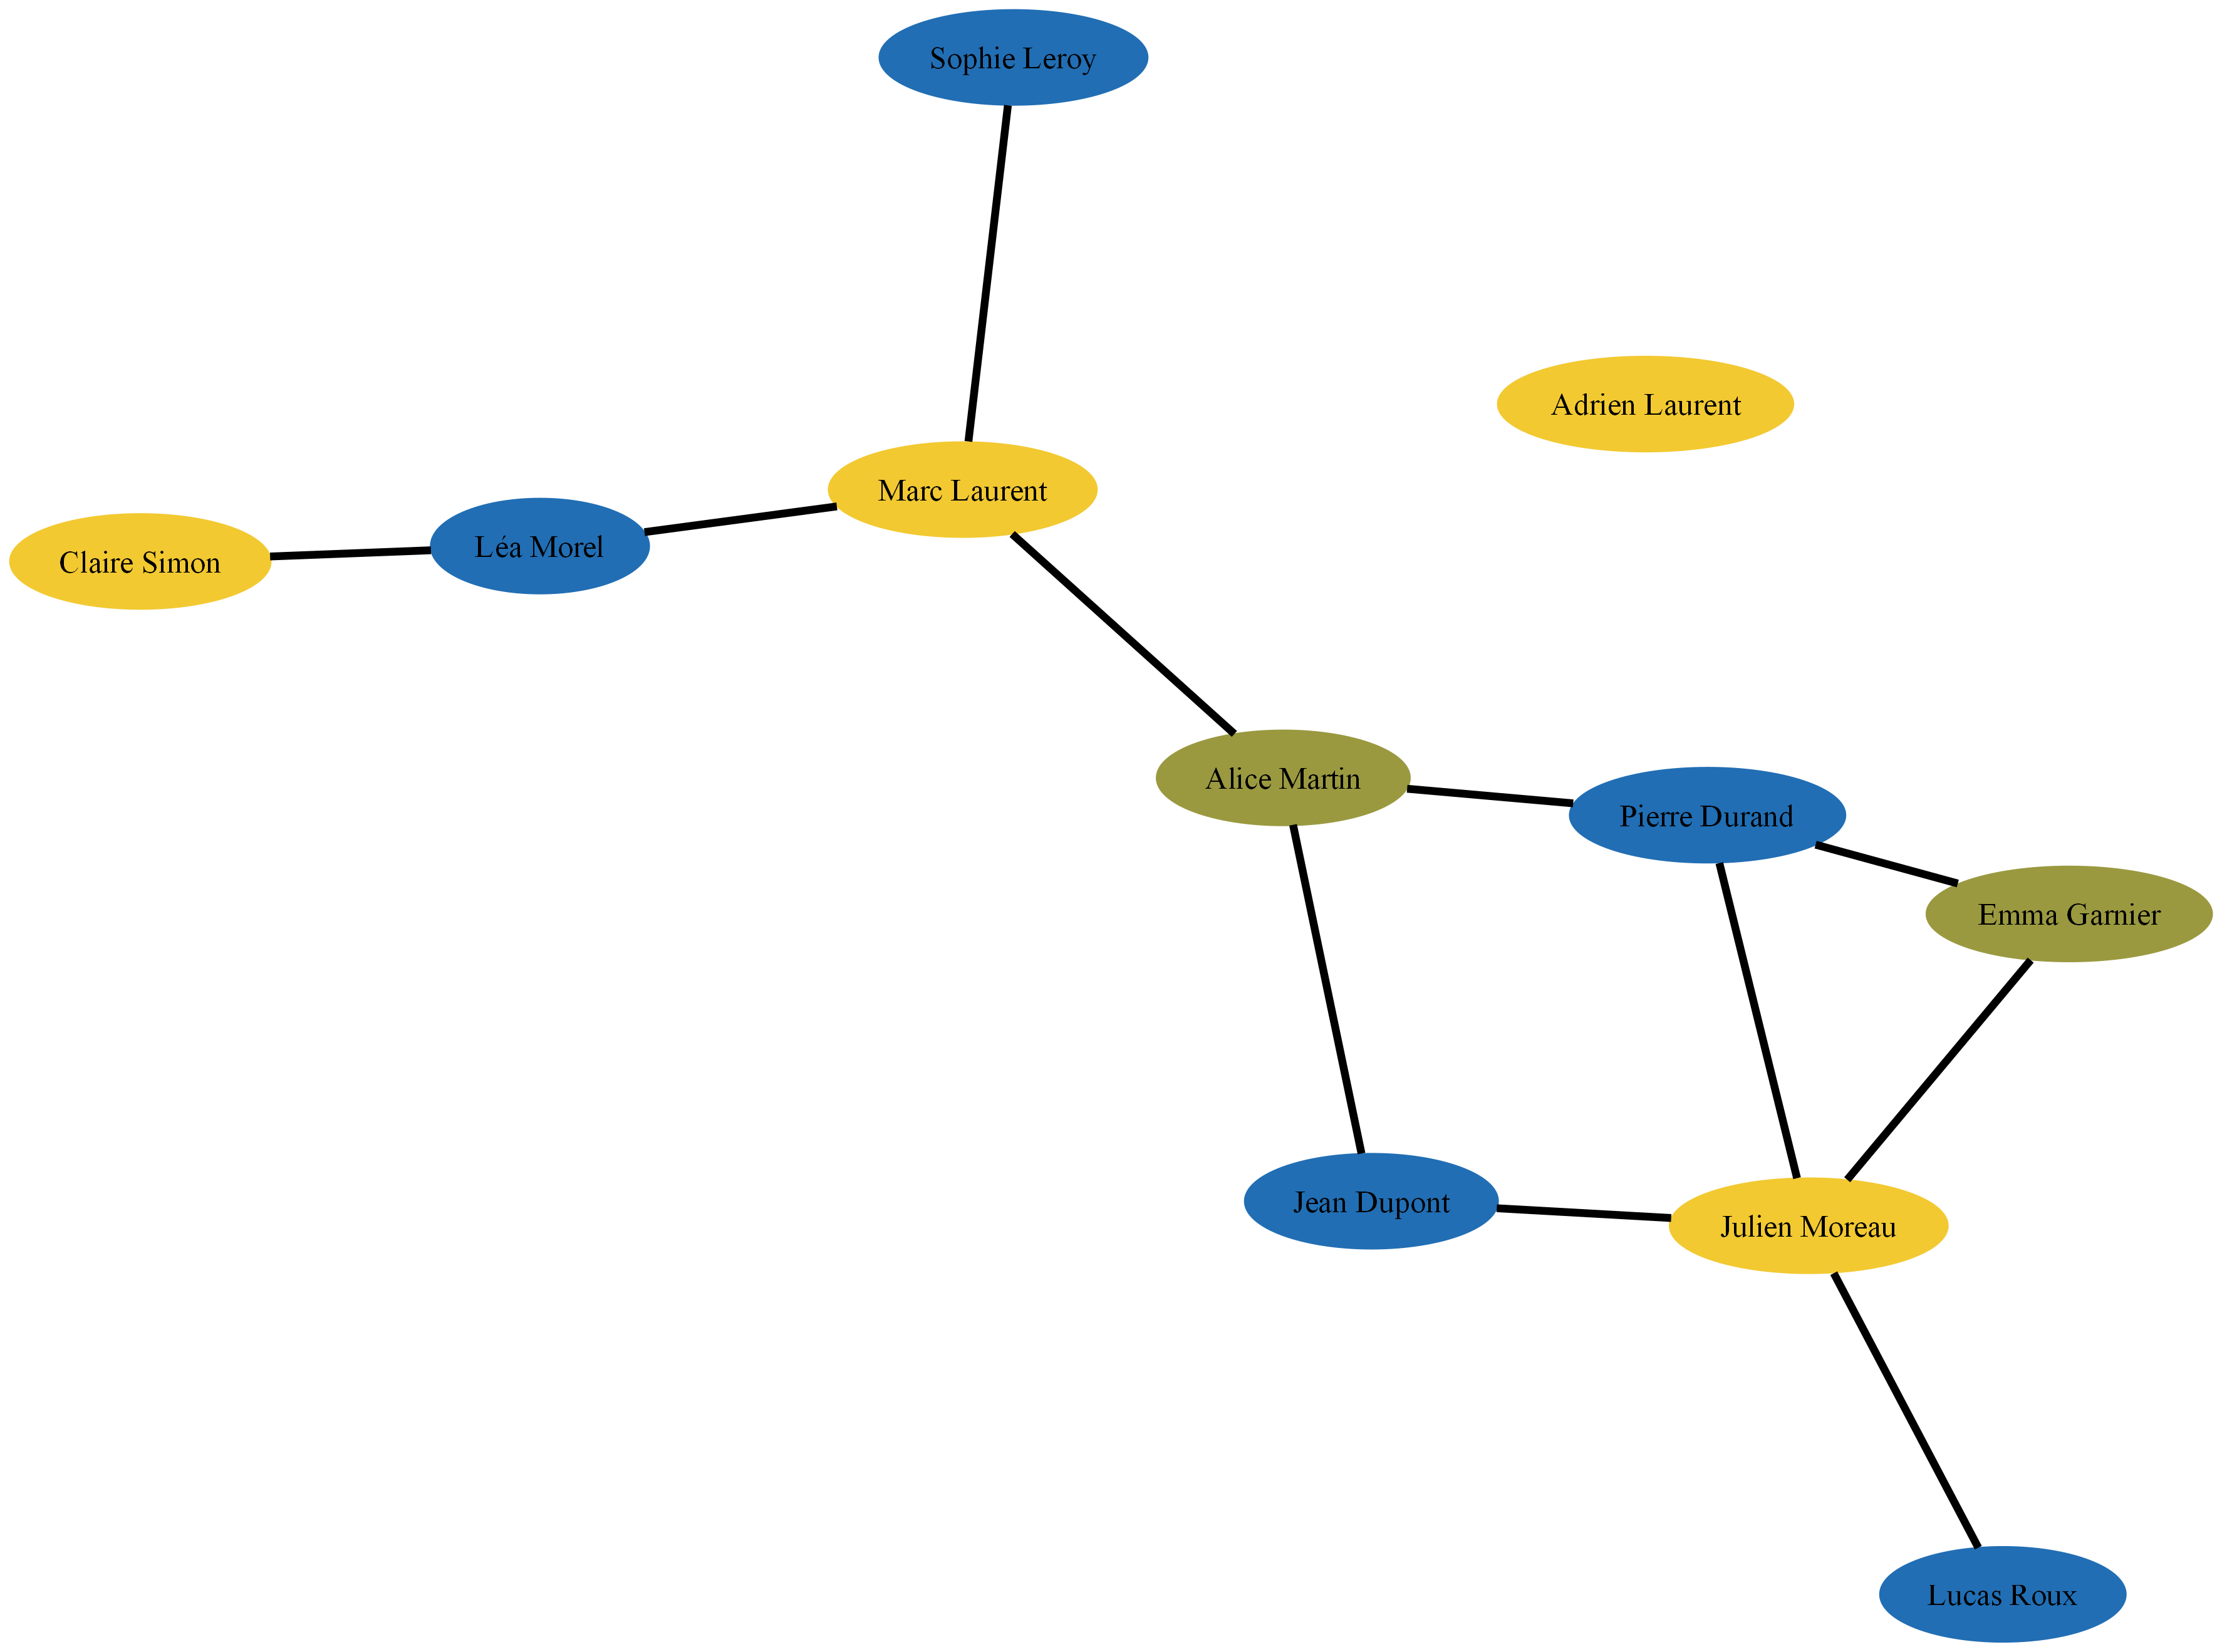 Sophie Leroy
Adrien Laurent
Marc Laurent
Léa Morel
Claire Simon
Alice Martin
Pierre Durand
Emma Garnier
Jean Dupont
Julien Moreau
Lucas Roux